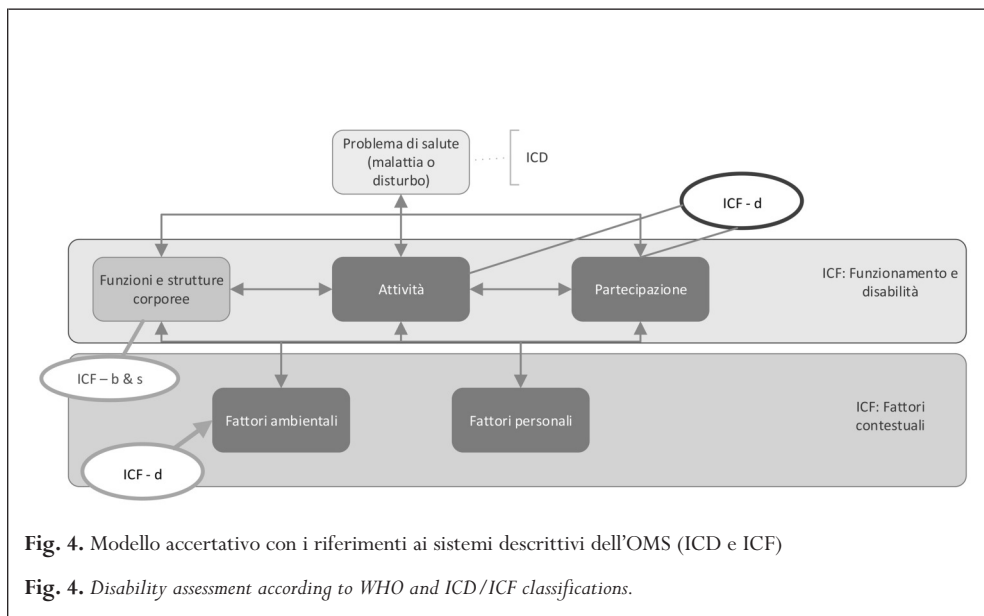 Problema di salute
(malattia o
disturbo)
ICD
ICF - d
Funzioni e strutture
corporee
Attività
Partecipazione
ICF: Funzionamento e
disabilità
ICF – b & s
Fattori ambientali
Fattori personali
ICF: Fattori
contestuali
ICF - d
Fig. 4. Modello accertativo con i riferimenti ai sistemi descrittivi dell’OMS (ICD e ICF)
Fig. 4. Disability assessment according to WHO and ICD/ICF classifications.